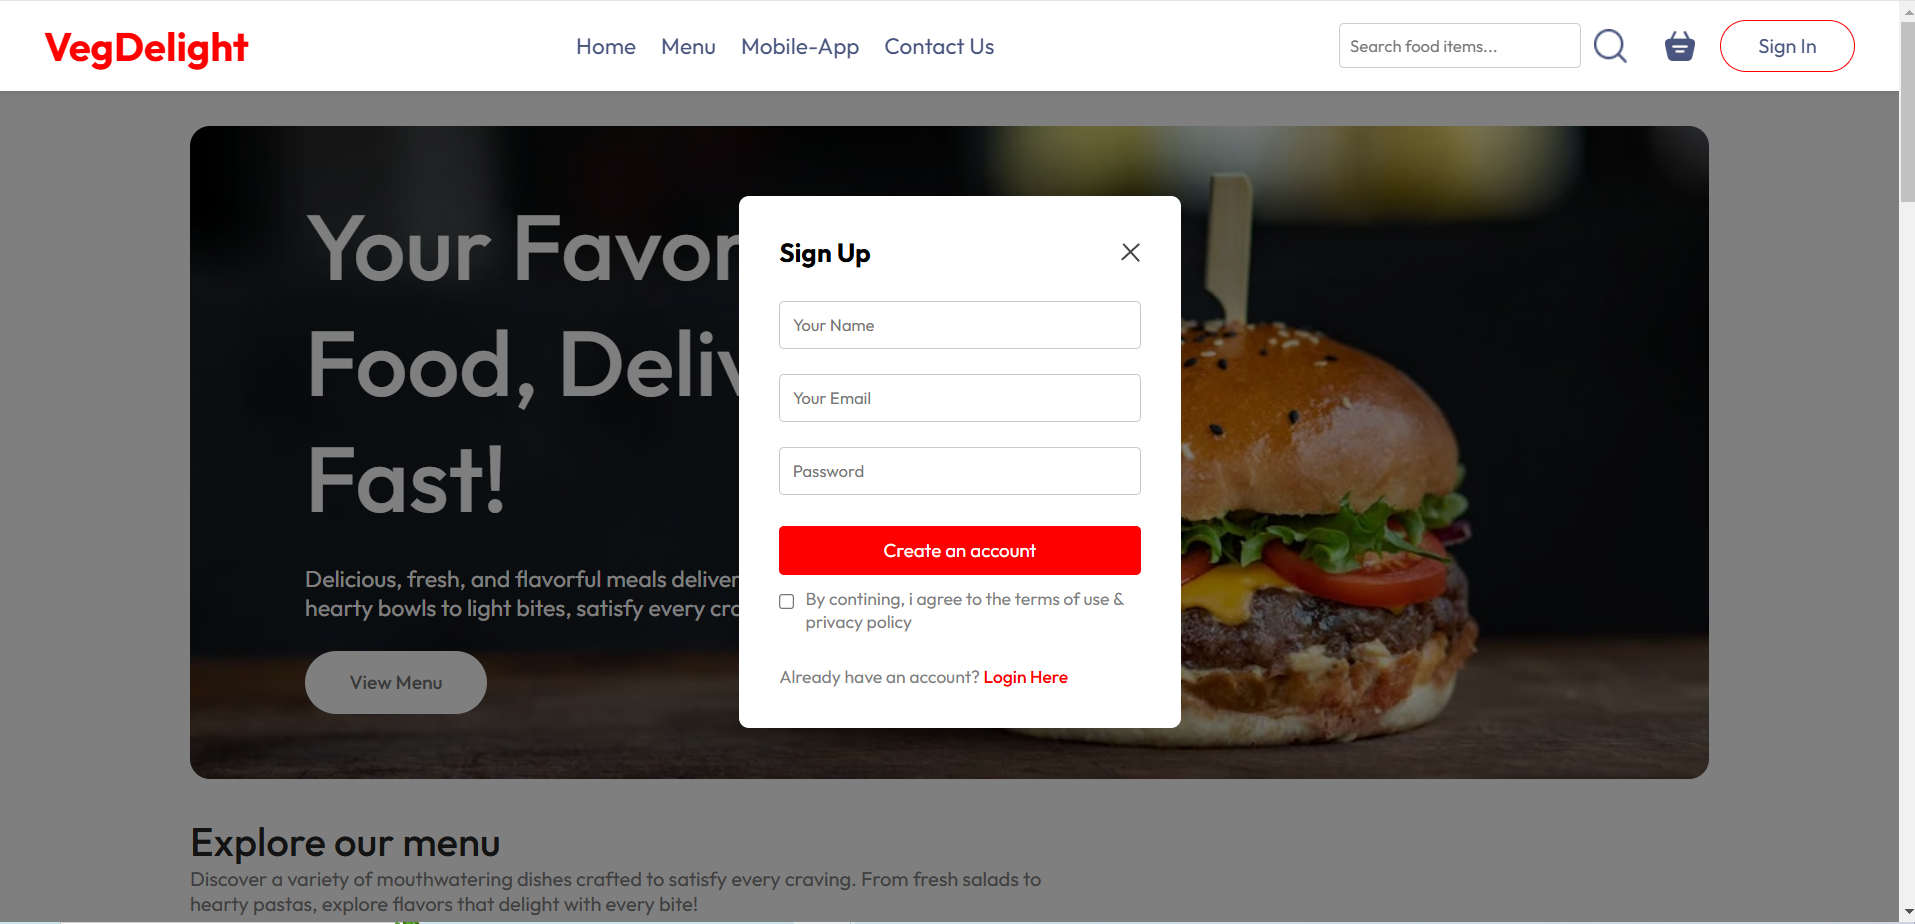 VegDelight
Home Menu Mobile-App Contact Us
Search food items...
Sign In
Your Favor
Food, Deliv
Fast!
Delicious, fresh, and flavorful meals deliver
hearty bowls to light bites, satisfy every cra
View Menu
Sign Up
Your Name
Your Email
Password
Create an account
By contining, i agree to the terms of use &
privacy policy
Already have an account? Login Here
Explore our menu
Discover a variety of mouthwatering dishes crafted to satisfy every craving. From fresh salads to
hearty pastas, explore flavors that delight with every bite!